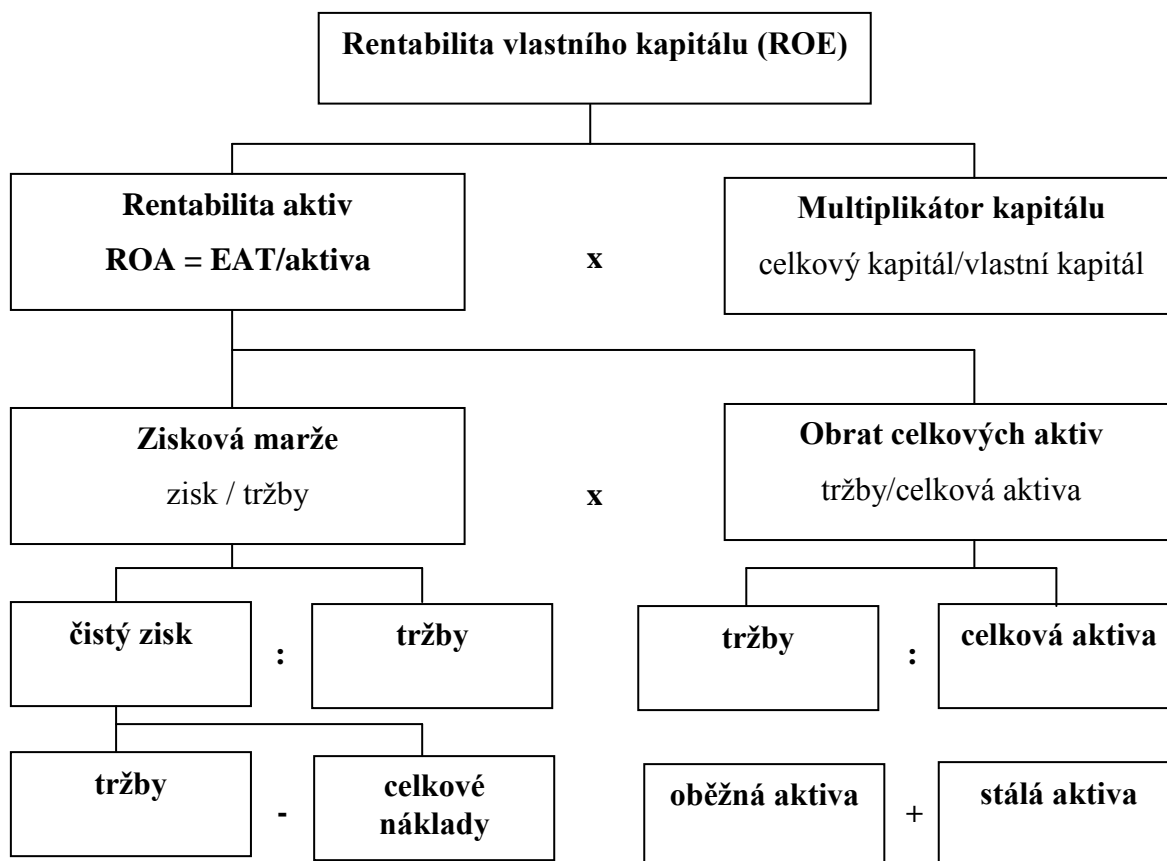 Rentabilita vlastního kapitálu (ROE)
Rentabilita aktiv
ROA = EAT/aktiva
x
Multiplikátor kapitálu
celkový kapitál/vlastní kapitál
Zisková marže
zisk / tržby
x
Obrat celkových aktiv
tržby/celková aktiva
čistý zisk
:
tržby
tržby
:
celková aktiva
tržby
-
celkové
náklady
oběžná aktiva
+
stálá aktiva